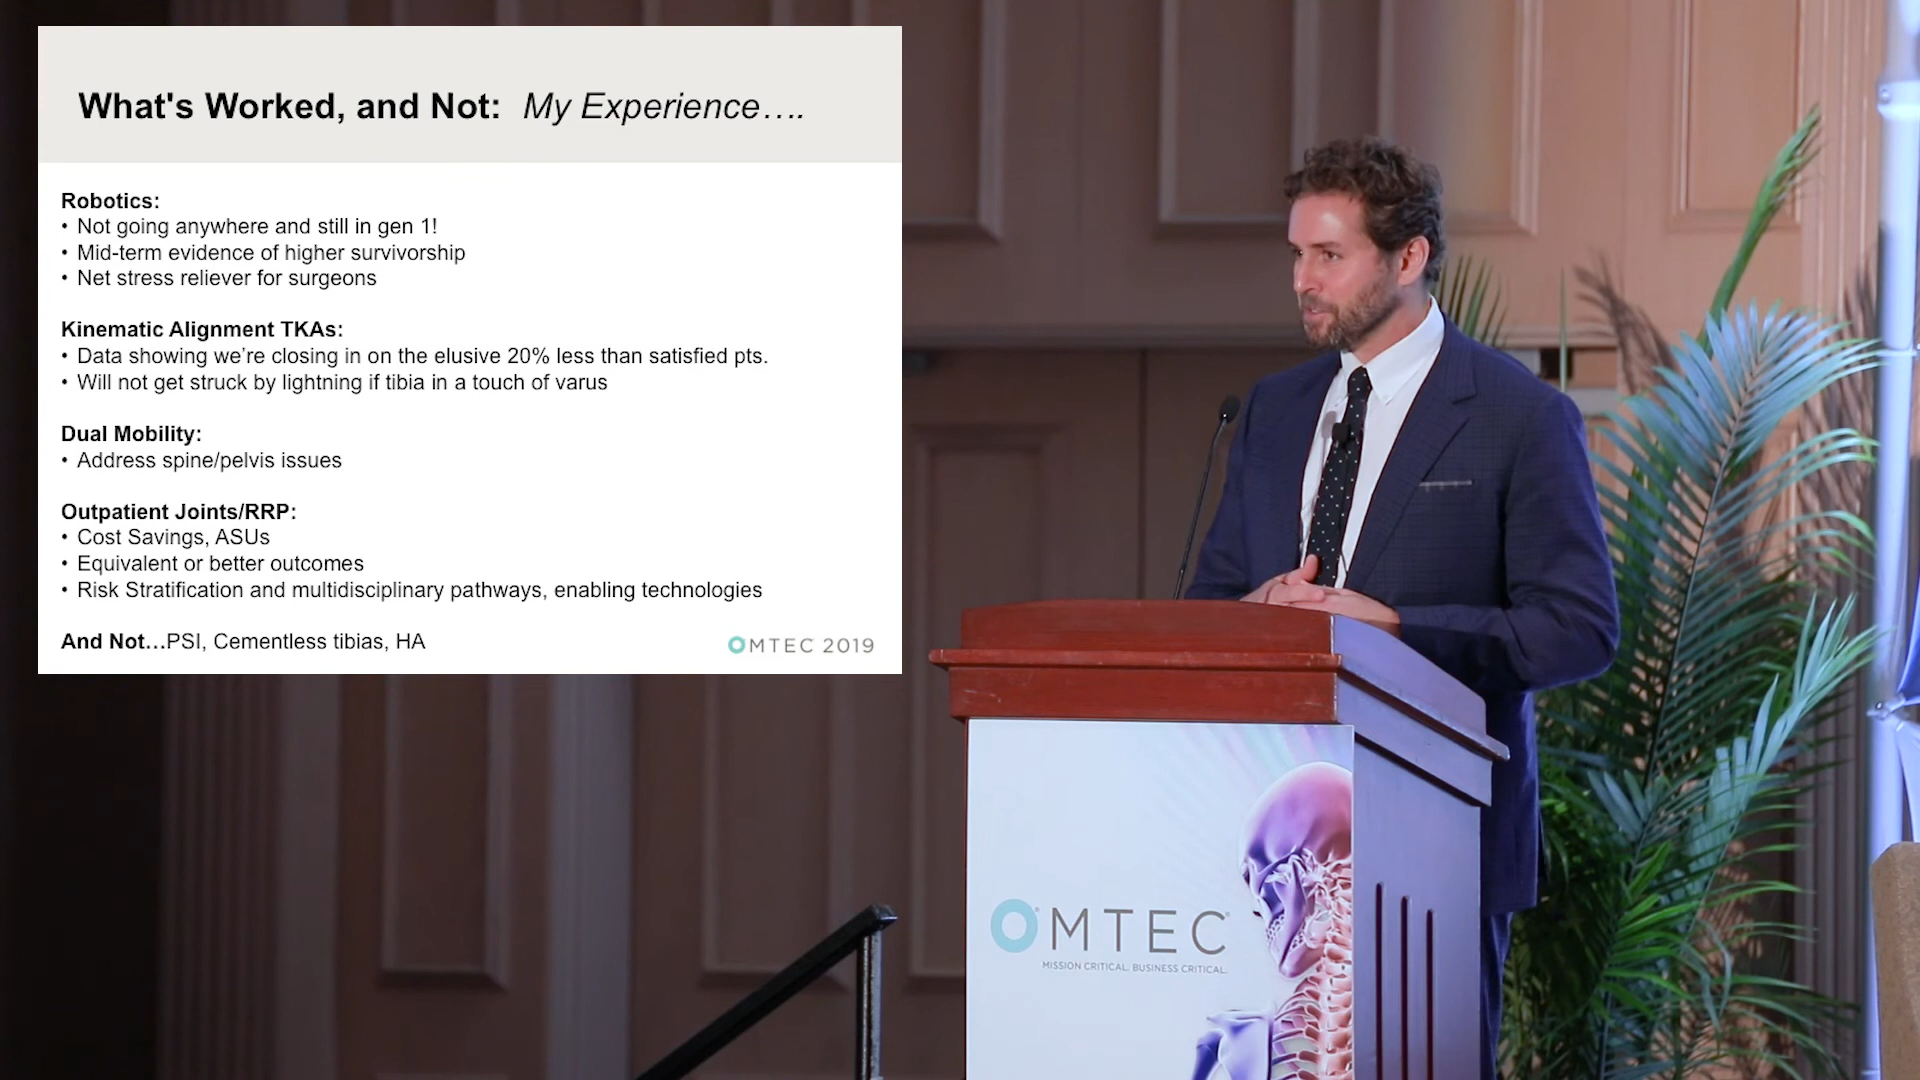 What's Worked, and Not: My Experience….
Robotics:
• Not going anywhere and still in gen 1!
• Mid-term evidence of higher survivorship
• Net stress reliever for surgeons
Kinematic Alignment TKAs:
• Data showing we’re closing in on the elusive 20% less than satisfied pts.
• Will not get struck by lightning if tibia in a touch of varus
Dual Mobility:
• Address spine/pelvis issues
Outpatient Joints/RRP:
• Cost Savings, ASUs
• Equivalent or better outcomes
• Risk Stratification and multidisciplinary pathways, enabling technologies
And Not…PSI, Cementless tibias, HA
OMTEC 2019
OMTEC
MISSION CRITICAL. BUSINESS CRITICAL.